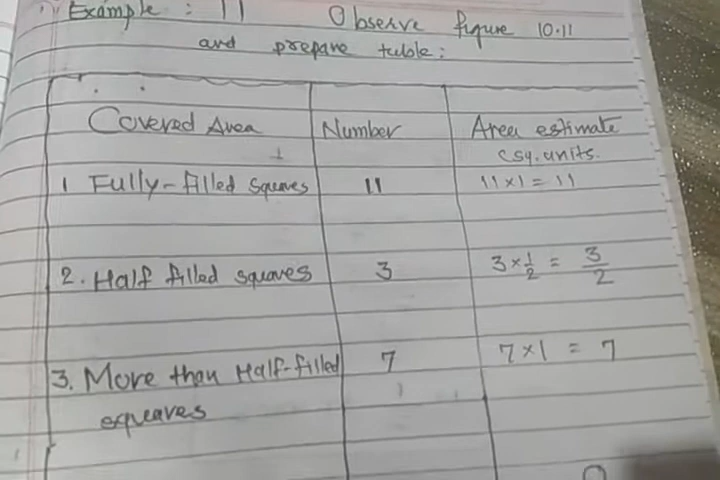 Example : 11 Observe figure 10.11
and prepare tuble:
Covered Area Number Area estimate
(sy. units.
1 Fully-filled squares 11 11×1=11
2. Half filled squares 3 3×1/2 = 3/2
3. More than Half-filled 7 7×1 = 7
squares